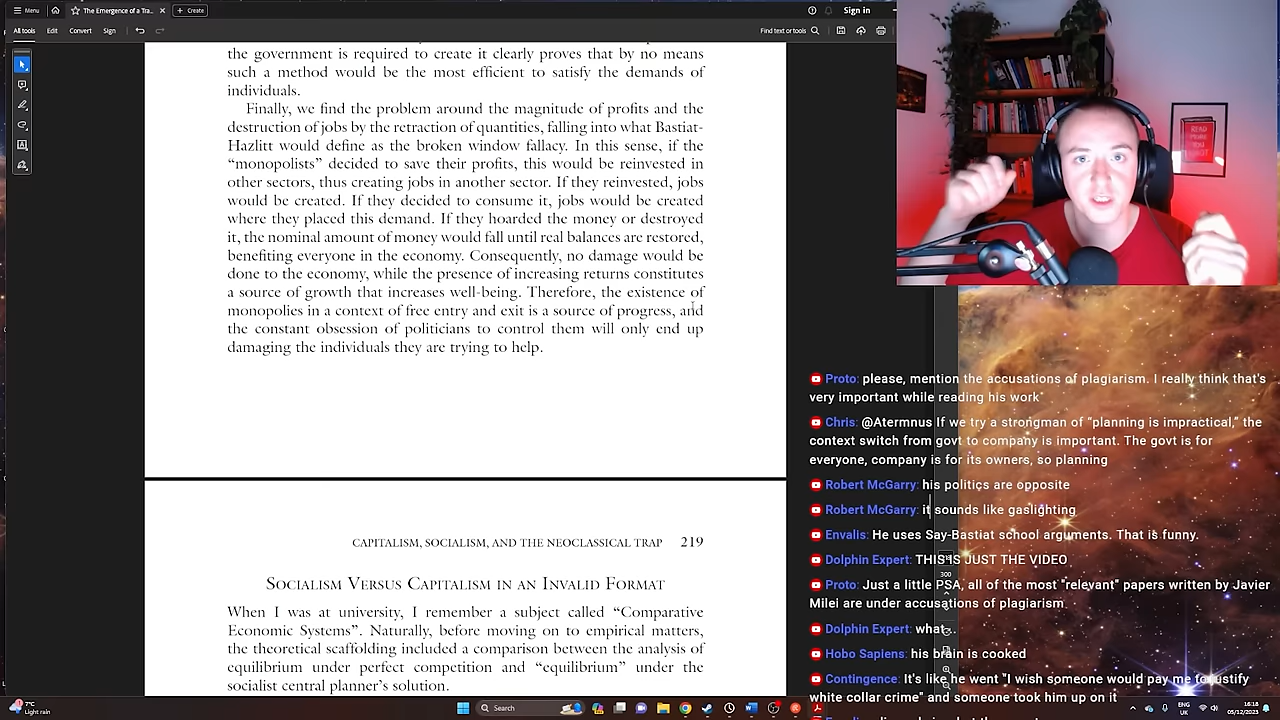 Menu
The Emergence of a Tra...
Create
Sign in
All tools
Edit
Convert
Sign
Find text or tools
the government is required to create it clearly proves that by no means
such a method would be the most efficient to satisfy the demands of
individuals.
Finally, we find the problem around the magnitude of profits and the
destruction of jobs by the retraction of quantities, falling into what Bastiat-
Hazlitt would define as the broken window fallacy. In this sense, if the
“monopolists” decided to save their profits, this would be reinvested in
other sectors, thus creating jobs in another sector. If they reinvested, jobs
would be created. If they decided to consume it, jobs would be created
where they placed this demand. If they hoarded the money or destroyed
it, the nominal amount of money would fall until real balances are restored,
benefiting everyone in the economy. Consequently, no damage would be
done to the economy, while the presence of increasing returns constitutes
a source of growth that increases well-being. Therefore, the existence of
monopolies in a context of free entry and exit is a source of progress, and
the constant obsession of politicians to control them will only end up
damaging the individuals they are trying to help.
CAPITALISM, SOCIALISM, AND THE NEOCLASSICAL TRAP 219
Socialism Versus Capitalism in an Invalid Format
When I was at university, I remember a subject called “Comparative
Economic Systems”. Naturally, before moving on to empirical matters,
the theoretical scaffolding included a comparison between the analysis of
equilibrium under perfect competition and “equilibrium” under the
socialist central planner’s solution.
READ
MORE
Proto: please, mention the accusations of plagiarism. I really think that's
very important while reading his work
Chris: @Atermnus If we try a strongman of “planning is impractical,” the
context switch from govt to company is important. The govt is for
everyone, company is for its owners, so planning
Robert McGarry: his politics are opposite
Robert McGarry: it sounds like gaslighting
Envalis: He uses Say-Bastiat school arguments. That is funny.
Dolphin Expert: THIS IS JUST THE VIDEO
300
Proto: Just a little PSA, all of the most "relevant" papers written by Javier
Milei are under accusations of plagiarism
Dolphin Expert: what...
Hobo Sapiens: his brain is cooked
Contingence: It's like he went "I wish someone would pay me to justify
white collar crime" and someone took him up on it
7°C
Light rain
Search
ENG
UK
16:18
05/12/2023